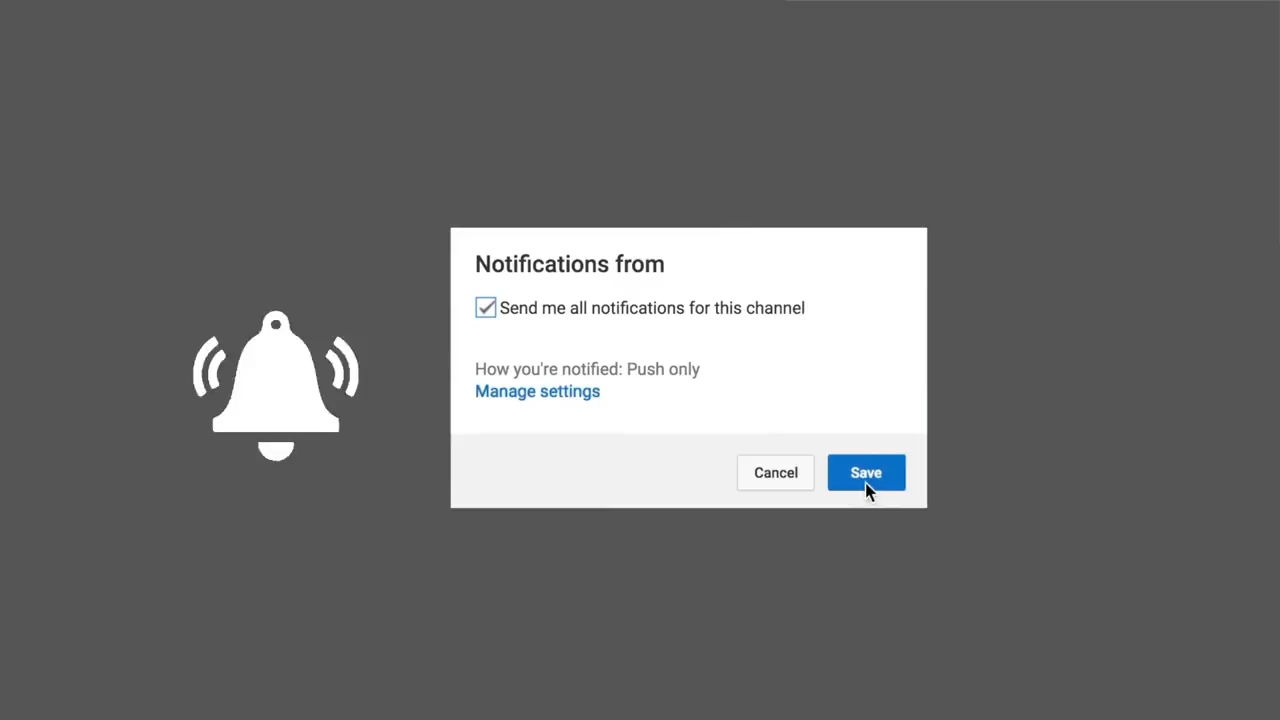 Notifications from
Send me all notifications for this channel
How you're notified: Push only
Manage settings
Cancel Save